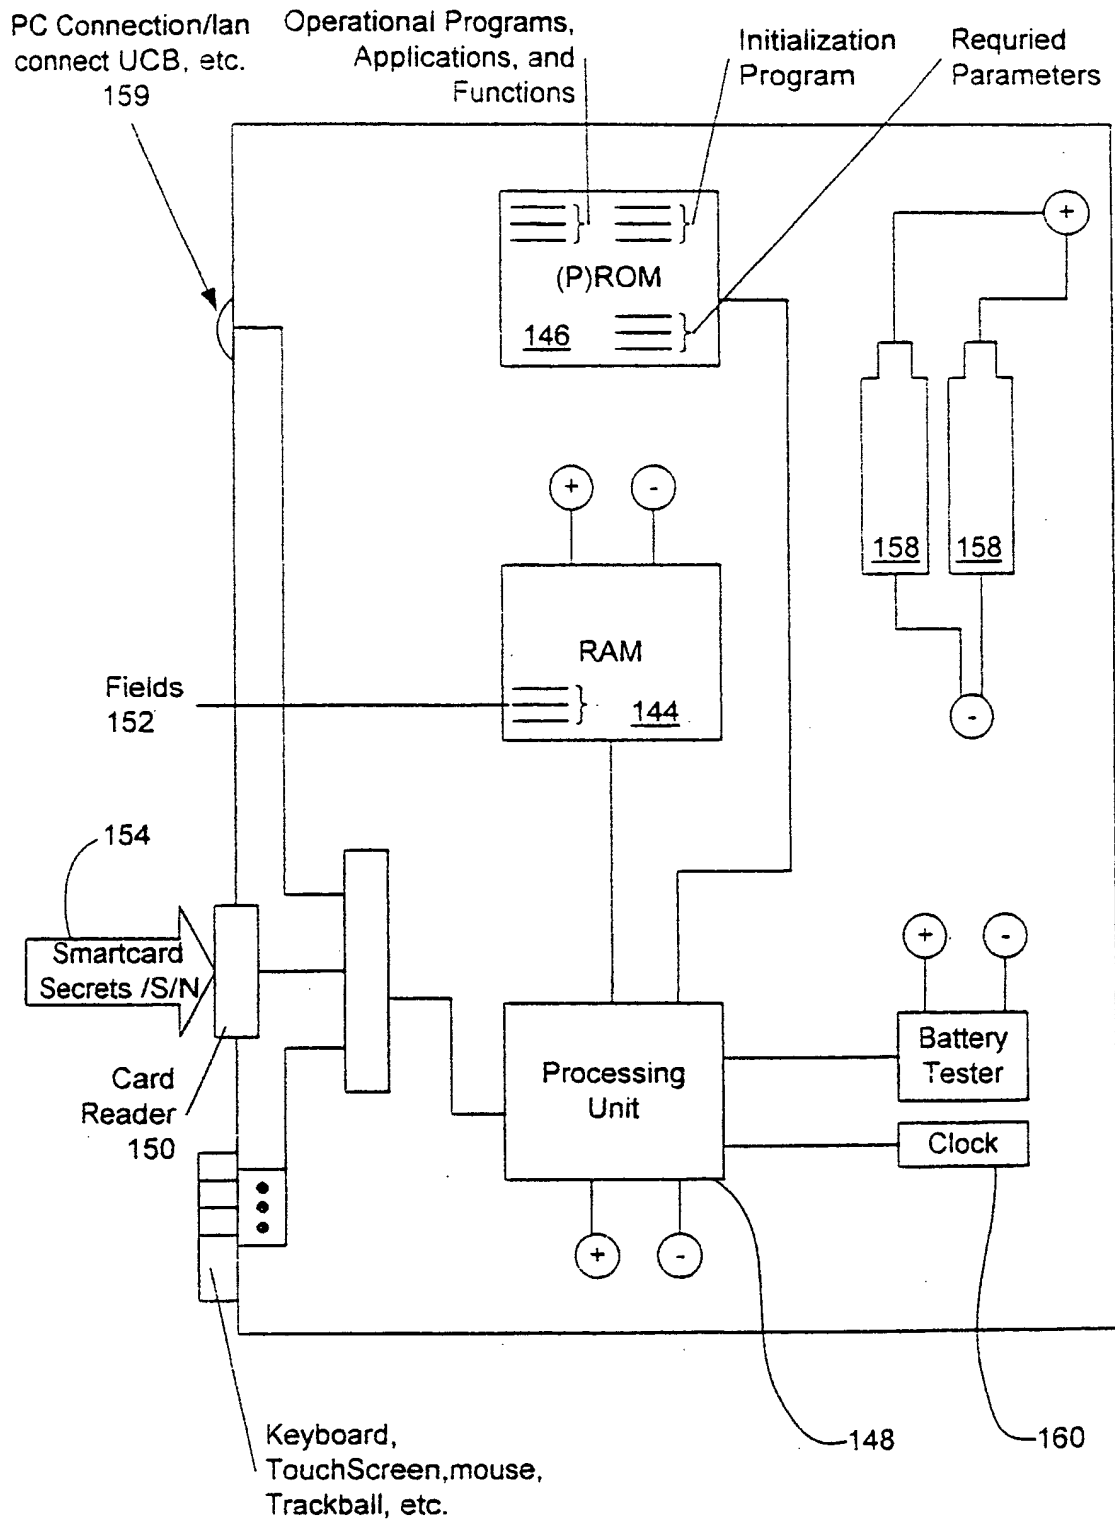 PC Connection/lan
connect UCB, etc.
159
Operational Programs,
Applications, and
Functions
Initialization
Program
Requried
Parameters
+
(P)ROM
146
158
158
-
+
-
RAM
144
Fields
152
154
Smartcard
Secrets /S/N
Card
Reader
150
Processing
Unit
+
-
+
-
Battery
Tester
Clock
148
160
Keyboard,
TouchScreen,mouse,
Trackball, etc.